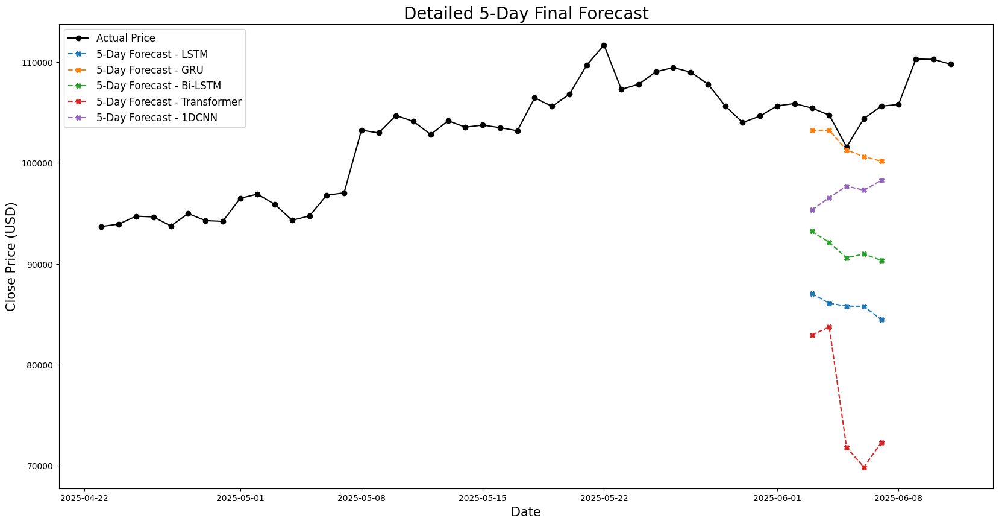 Detailed 5-Day Final Forecast
Actual Price
5-Day Forecast - LSTM
5-Day Forecast - GRU
5-Day Forecast - Bi-LSTM
5-Day Forecast - Transformer
5-Day Forecast - 1DCNN
Close Price (USD)
110000
100000
90000
80000
70000
2025-04-22
2025-05-01
2025-05-08
2025-05-15
2025-05-22
2025-06-01
2025-06-08
Date